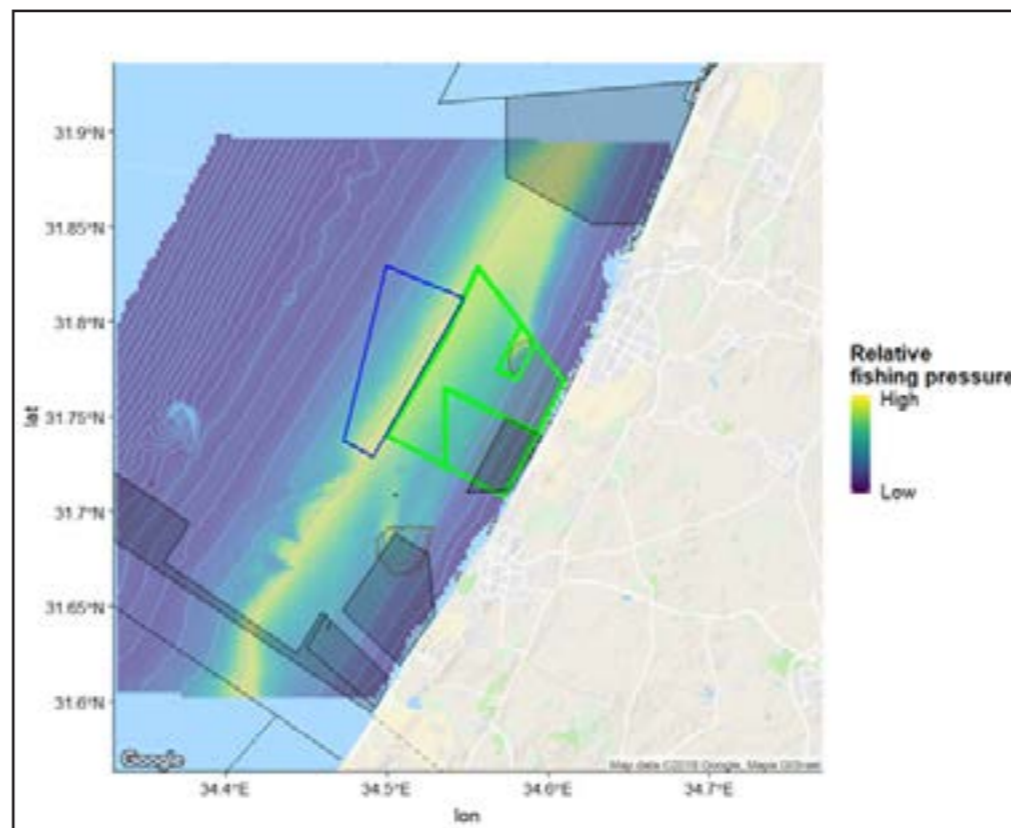 31.9°N
31.85°N
31.8°N
31.75°N
31.7°N
31.65°N
31.6°N
lat
34.4°E
34.5°E
34.6°E
34.7°E
lon
Relative
fishing pressure
High
Low
Google
Map data ©2018 Google, Mapa GISrael